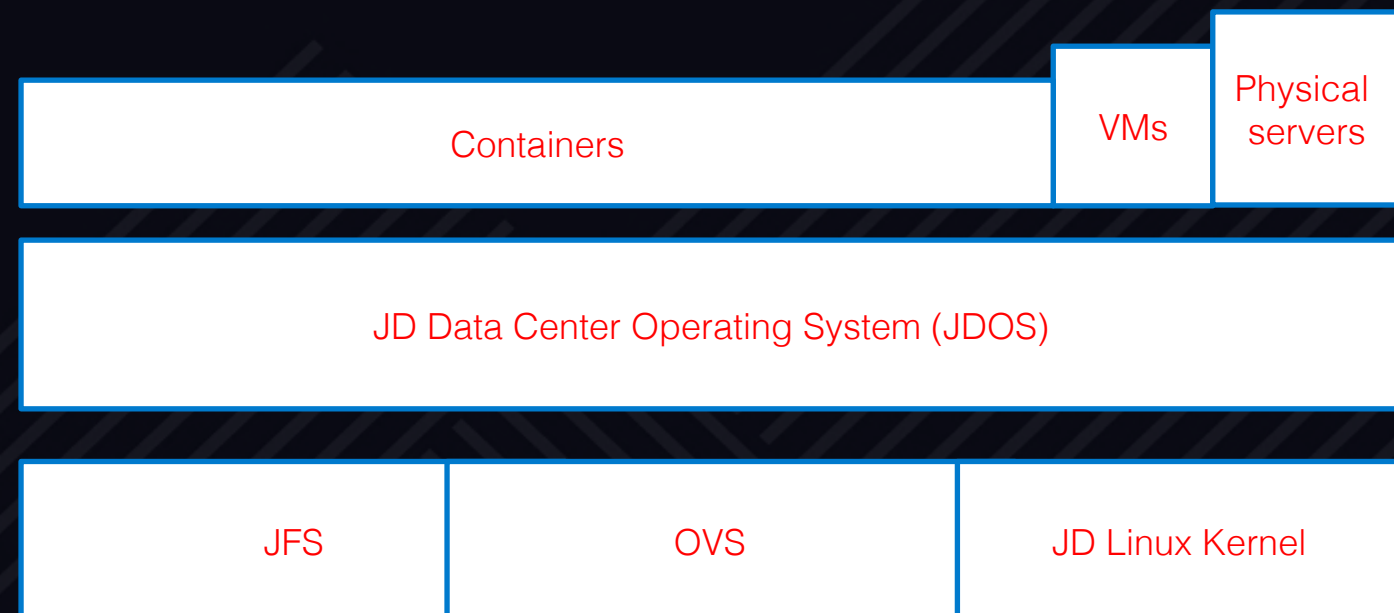 Containers
VMs
Physical
servers
JD Data Center Operating System (JDOS)
JFS
OVS
JD Linux Kernel